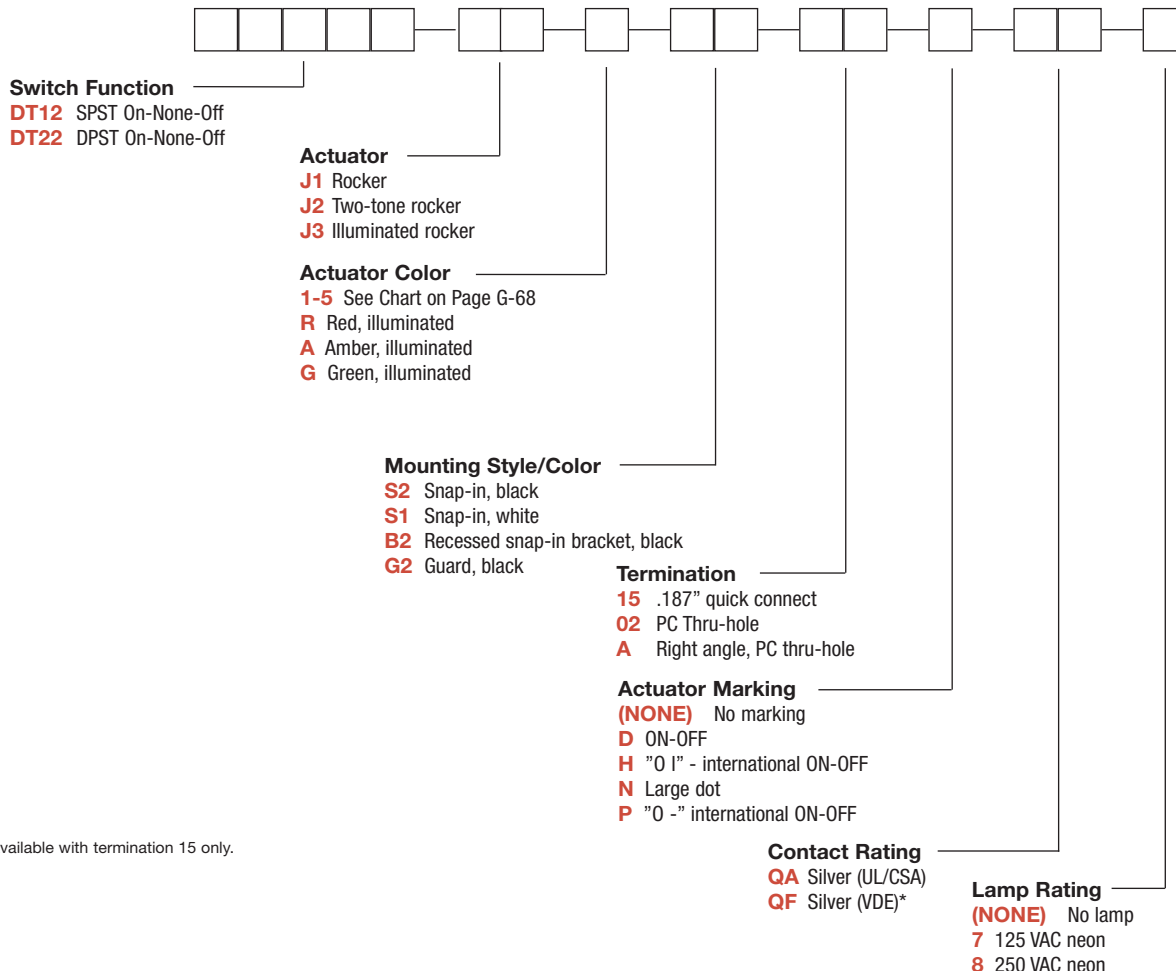 Switch Function
DT12 SPST On-None-Off
DT22 DPST On-None-Off
Actuator
J1 Rocker
J2 Two-tone rocker
J3 Illuminated rocker
Actuator Color
1-5 See Chart on Page G-68
R Red, illuminated
A Amber, illuminated
G Green, illuminated
Mounting Style/Color
S2 Snap-in, black
S1 Snap-in, white
B2 Recessed snap-in bracket, black
G2 Guard, black
Termination
15 .187” quick connect
02 PC Thru-hole
A Right angle, PC thru-hole
Actuator Marking
(NONE) No marking
D ON-OFF
H ”O I” - international ON-OFF
N Large dot
P ”O -” international ON-OFF
vailable with termination 15 only.
Contact Rating
QA Silver (UL/CSA)
QF Silver (VDE)*
Lamp Rating
(NONE) No lamp
7 125 VAC neon
8 250 VAC neon